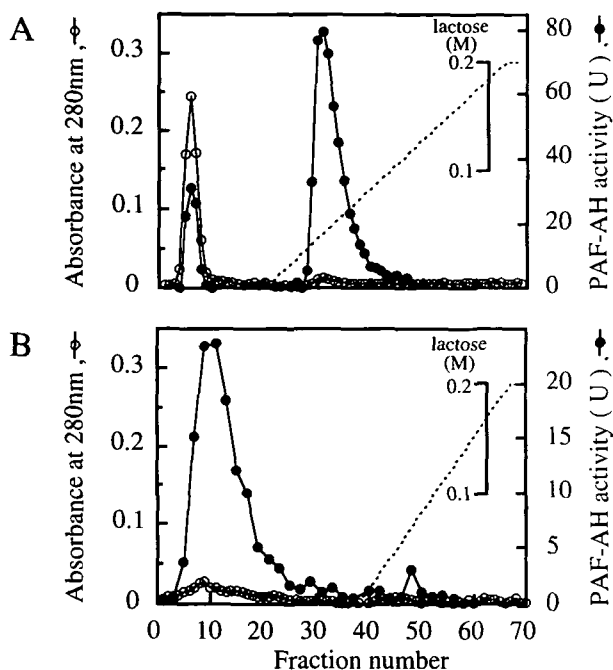 A
Absorbance at 280nm,
0.3
0.2
0.1
0
lactose
(M)
0.2
0.1
80
60
40
20
0
PAF-AH activity (U),
B
Absorbance at 280nm,
0.3
0.2
0.1
0
lactose
(M)
0.2
0.1
20
15
10
5
0
PAF-AH activity (U),
0 10 20 30 40 50 60 70
Fraction number